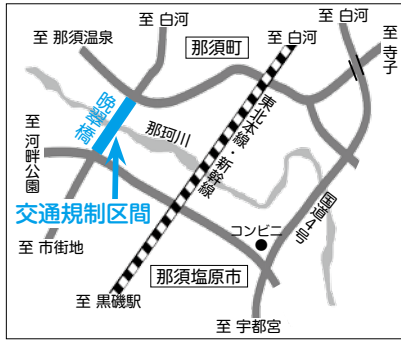 至 白河
至 白河
至 那須温泉
那須町
至 白河
至 寺子
晩翠橋
那珂川
東北本線・新幹線
至 河畔公園
交通規制区間
国道4号
コンビニ
至 市街地
那須塩原市
至 黒磯駅
至 宇都宮